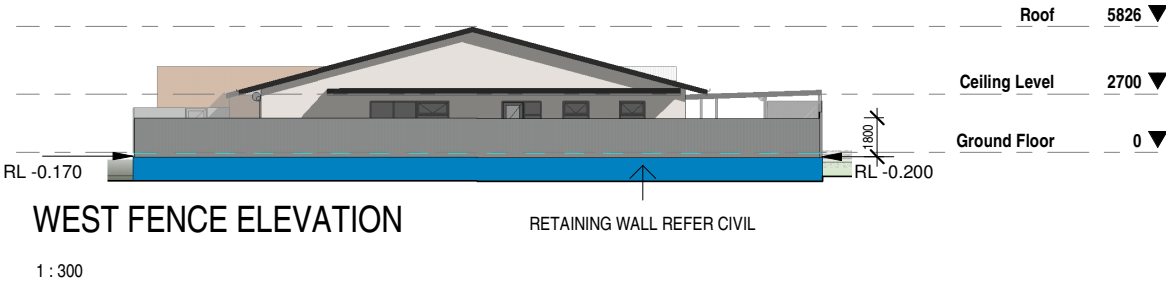 Roof 5826
Ceiling Level 2700
1800
Ground Floor 0
RL -0.170
RL -0.200
WEST FENCE ELEVATION
RETAINING WALL REFER CIVIL
1 : 300